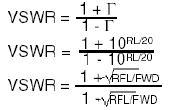 VSWR = 1 + Γ / 1 - Γ
VSWR = 1 + 10^RL/20 / 1 - 10^RL/20
VSWR = 1 + √RFL/FWD / 1 - √RFL/FWD